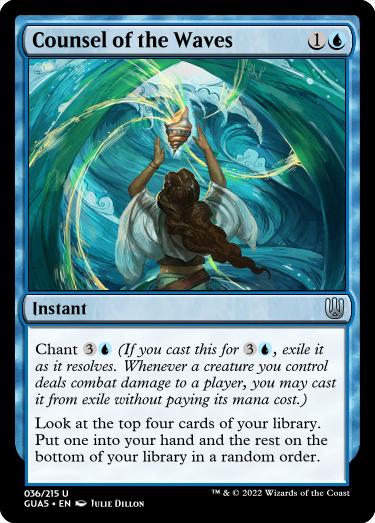 Counsel of the Waves 1
Instant
Chant 3 (If you cast this for 3, exile it
as it resolves. Whenever a creature you control
deals combat damage to a player, you may cast
it from exile without paying its mana cost.)
Look at the top four cards of your library.
Put one into your hand and the rest on the
bottom of your library in a random order.
036/215 U
GUA5 • EN JULIE DILLON
™ & © 2022 Wizards of the Coast